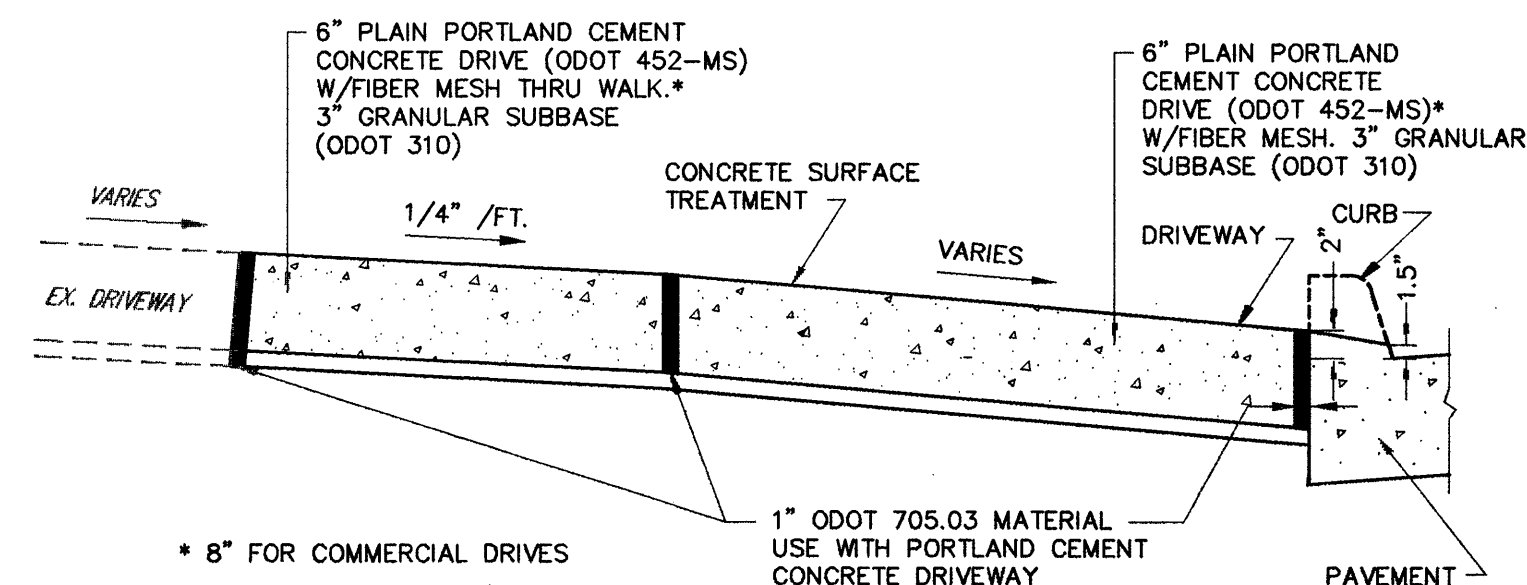 6" PLAIN PORTLAND CEMENT
CONCRETE DRIVE (ODOT 452-MS)
W/FIBER MESH THRU WALK.*
3" GRANULAR SUBBASE
(ODOT 310)
6" PLAIN PORTLAND
CEMENT CONCRETE
DRIVE (ODOT 452-MS)*
W/FIBER MESH. 3" GRANULAR
SUBBASE (ODOT 310)
CONCRETE SURFACE
TREATMENT
VARIES
1/4" /FT.
VARIES
DRIVEWAY
CURB
2"
1.5"
EX. DRIVEWAY
1" ODOT 705.03 MATERIAL
USE WITH PORTLAND CEMENT
CONCRETE DRIVEWAY
* 8" FOR COMMERCIAL DRIVES
PAVEMENT